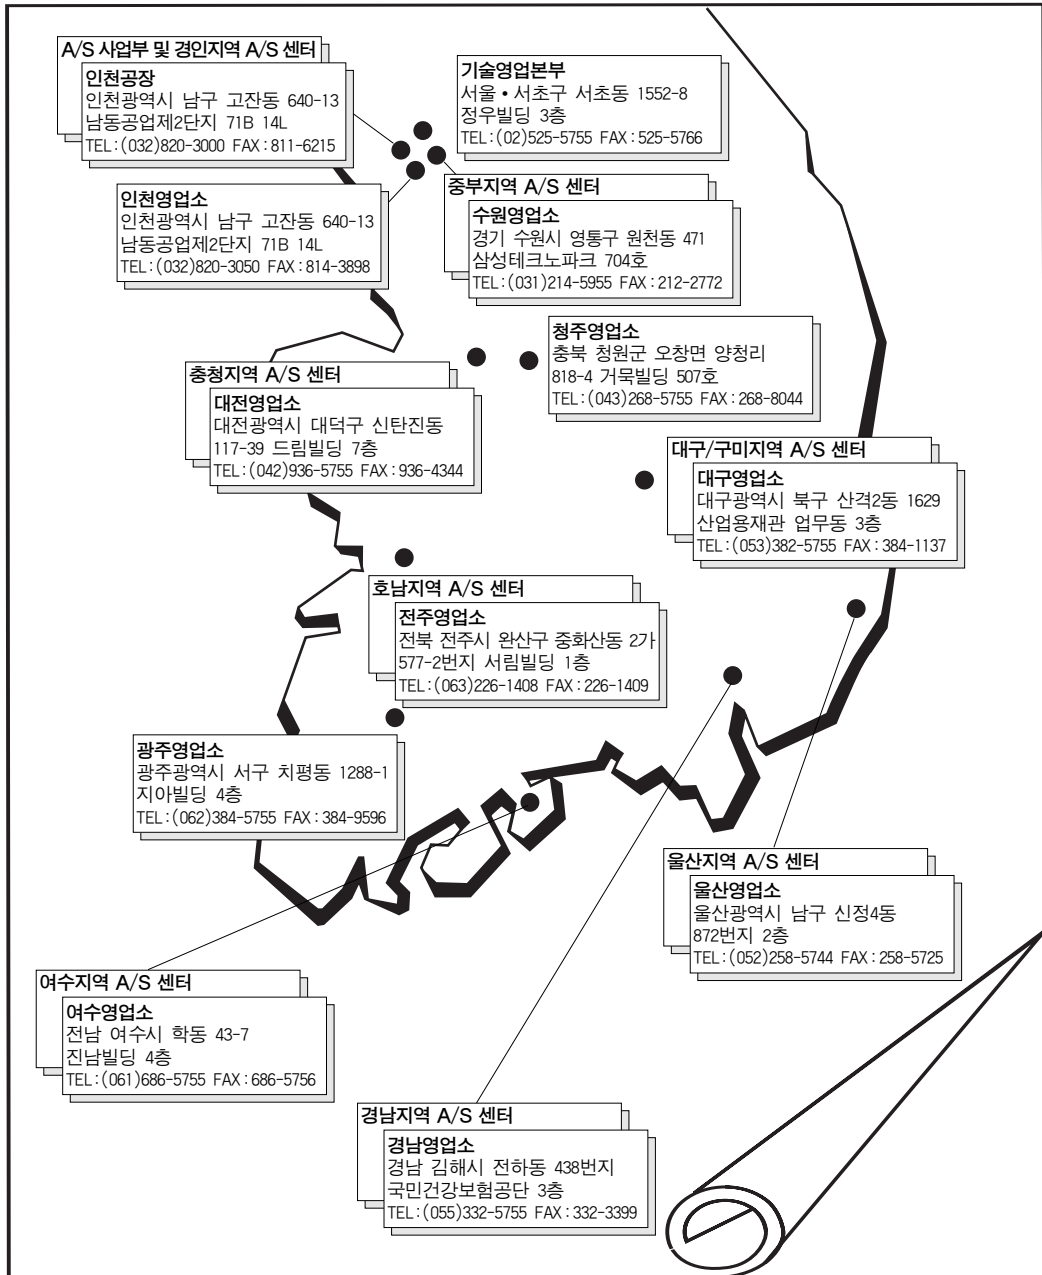 A/S 사업부 및 경인지역 A/S 센터
인천공장
인천광역시 남구 고잔동 640-13
남동공업제2단지 71B 14L
TEL:(032)820-3000 FAX:811-6215
기술영업본부
서울•서초구 서초동 1552-8
정우빌딩 3층
TEL:(02)525-5755 FAX:525-5766
인천영업소
인천광역시 남구 고잔동 640-13
남동공업제2단지 71B 14L
TEL:(032)820-3050 FAX:814-3898
중부지역 A/S 센터
수원영업소
경기 수원시 영통구 원천동 471
삼성테크노파크 704호
TEL:(031)214-5955 FAX:212-2772
청주영업소
충북 청원군 오창면 양청리
818-4 거묵빌딩 507호
TEL:(043)268-5755 FAX:268-8044
충청지역 A/S 센터
대전영업소
대전광역시 대덕구 신탄진동
117-39 드림빌딩 7층
TEL:(042)936-5755 FAX:936-4344
대구/구미지역 A/S 센터
대구영업소
대구광역시 북구 산격2동 1629
산업용재관 업무동 3층
TEL:(053)382-5755 FAX:384-1137
호남지역 A/S 센터
전주영업소
전북 전주시 완산구 중화산동 2가
577-2번지 서림빌딩 1층
TEL:(063)226-1408 FAX:226-1409
광주영업소
광주광역시 서구 치평동 1288-1
지아빌딩 4층
TEL:(062)384-5755 FAX:384-9596
울산지역 A/S 센터
울산영업소
울산광역시 남구 신정4동
872번지 2층
TEL:(052)258-5744 FAX:258-5725
여수지역 A/S 센터
여수영업소
전남 여수시 학동 43-7
진남빌딩 4층
TEL:(061)686-5755 FAX:686-5756
경남지역 A/S 센터
경남영업소
경남 김해시 전하동 438번지
국민건강보험공단 3층
TEL:(055)332-5755 FAX:332-3399